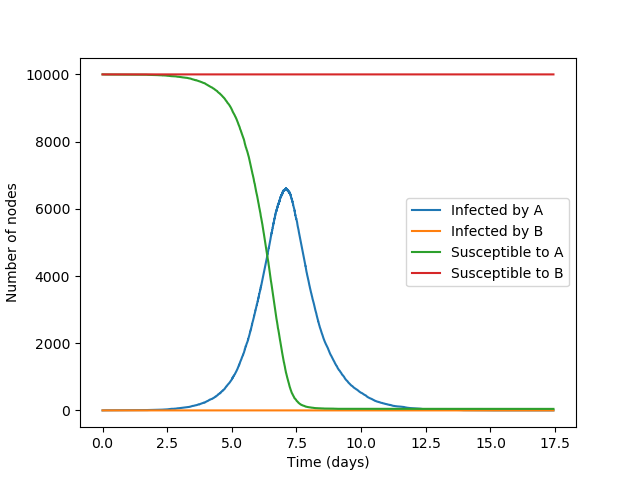 10000
8000
6000
4000
2000
0
Number of nodes
Infected by A
Infected by B
Susceptible to A
Susceptible to B
0.0 2.5 5.0 7.5 10.0 12.5 15.0 17.5
Time (days)